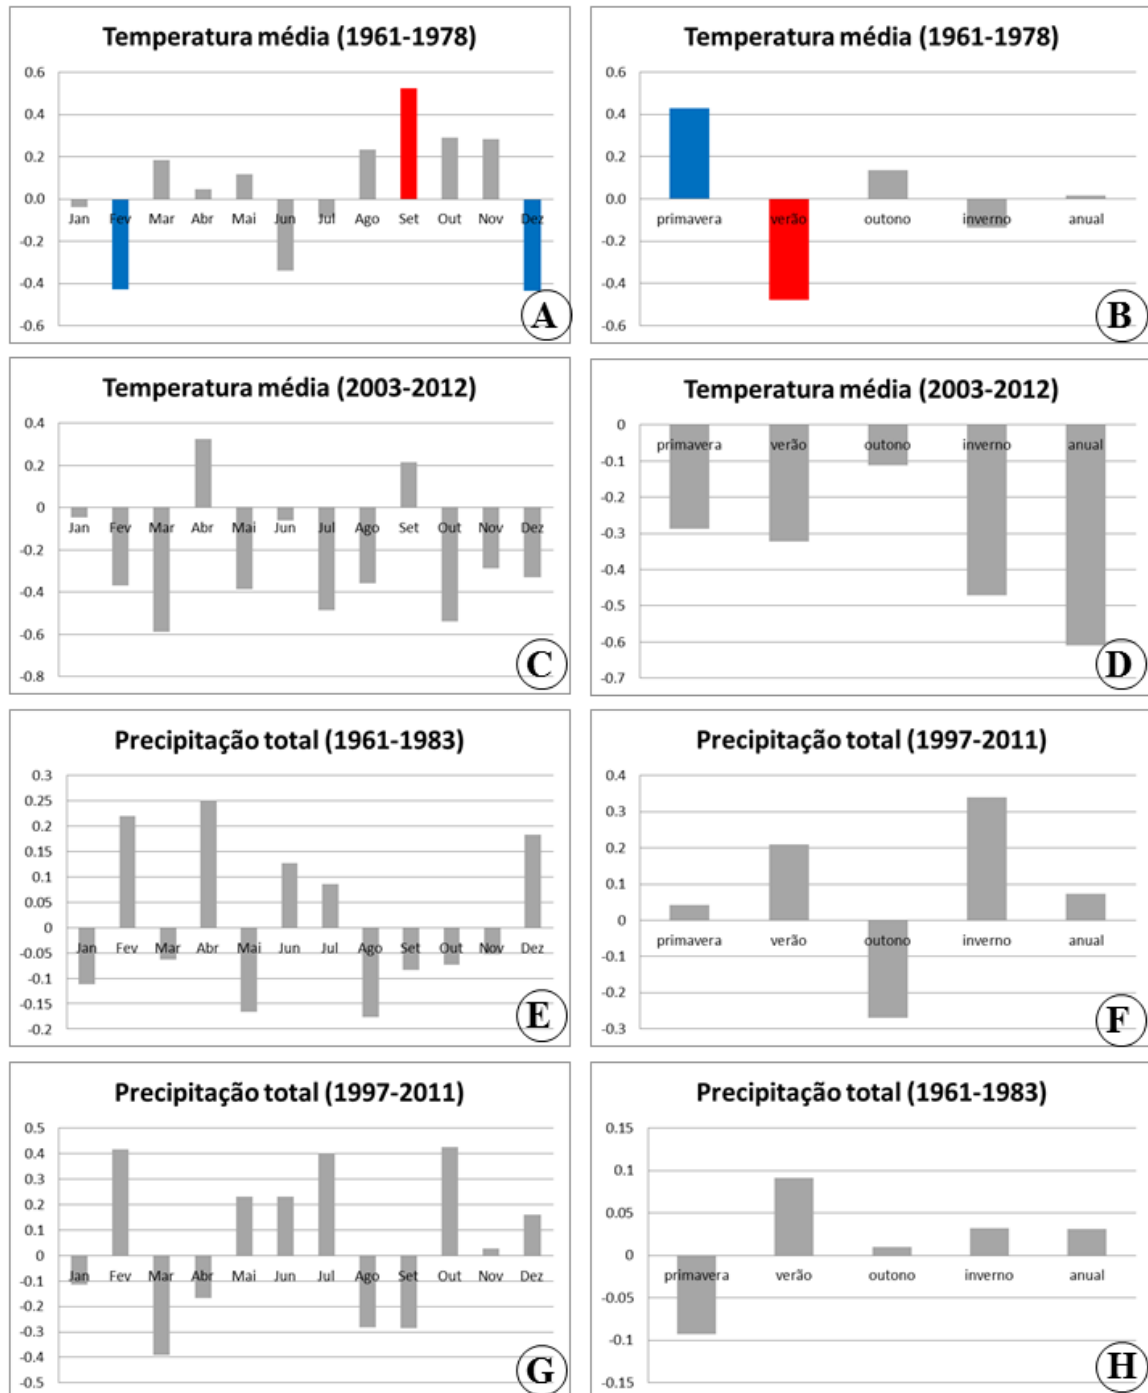 Temperatura média (1961-1978)
0.6
0.4
0.2
0.0
Jan Fev Mar Abr Mai Jun Jul Ago Set Out Nov Dez
-0.2
-0.4
-0.6
A
Temperatura média (1961-1978)
0.6
0.4
0.2
0.0
primavera verão outono inverno anual
-0.2
-0.4
-0.6
B
Temperatura média (2003-2012)
0.4
0.2
0
Jan Fev Mar Abr Mai Jun Jul Ago Set Out Nov Dez
-0.2
-0.4
-0.6
-0.8
C
Temperatura média (2003-2012)
0
primavera verão outono inverno anual
-0.1
-0.2
-0.3
-0.4
-0.5
-0.6
-0.7
D
Precipitação total (1961-1983)
0.3
0.25
0.2
0.15
0.1
0.05
0
Jan Fev Mar Abr Mai Jun Jul Ago Set Out Nov Dez
-0.05
-0.1
-0.15
-0.2
E
Precipitação total (1997-2011)
0.4
0.3
0.2
0.1
0
primavera verão outono inverno anual
-0.1
-0.2
-0.3
F
Precipitação total (1997-2011)
0.5
0.4
0.3
0.2
0.1
0
Jan Fev Mar Abr Mai Jun Jul Ago Set Out Nov Dez
-0.1
-0.2
-0.3
-0.4
-0.5
G
Precipitação total (1961-1983)
0.15
0.1
0.05
0
primavera verão outono inverno anual
-0.05
-0.1
-0.15
H